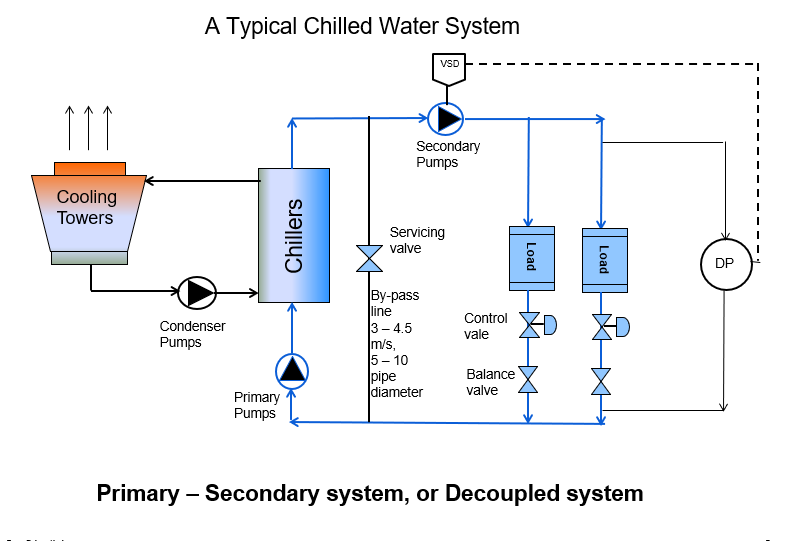 A Typical Chilled Water System
VSD
Secondary
Pumps
Cooling
Towers
Chillers
Servicing
valve
Load
Load
DP
By-pass
line
3 – 4.5
m/s,
5 – 10
pipe
diameter
Control
vale
Condenser
Pumps
Balance
valve
Primary
Pumps
Primary – Secondary system, or Decoupled system